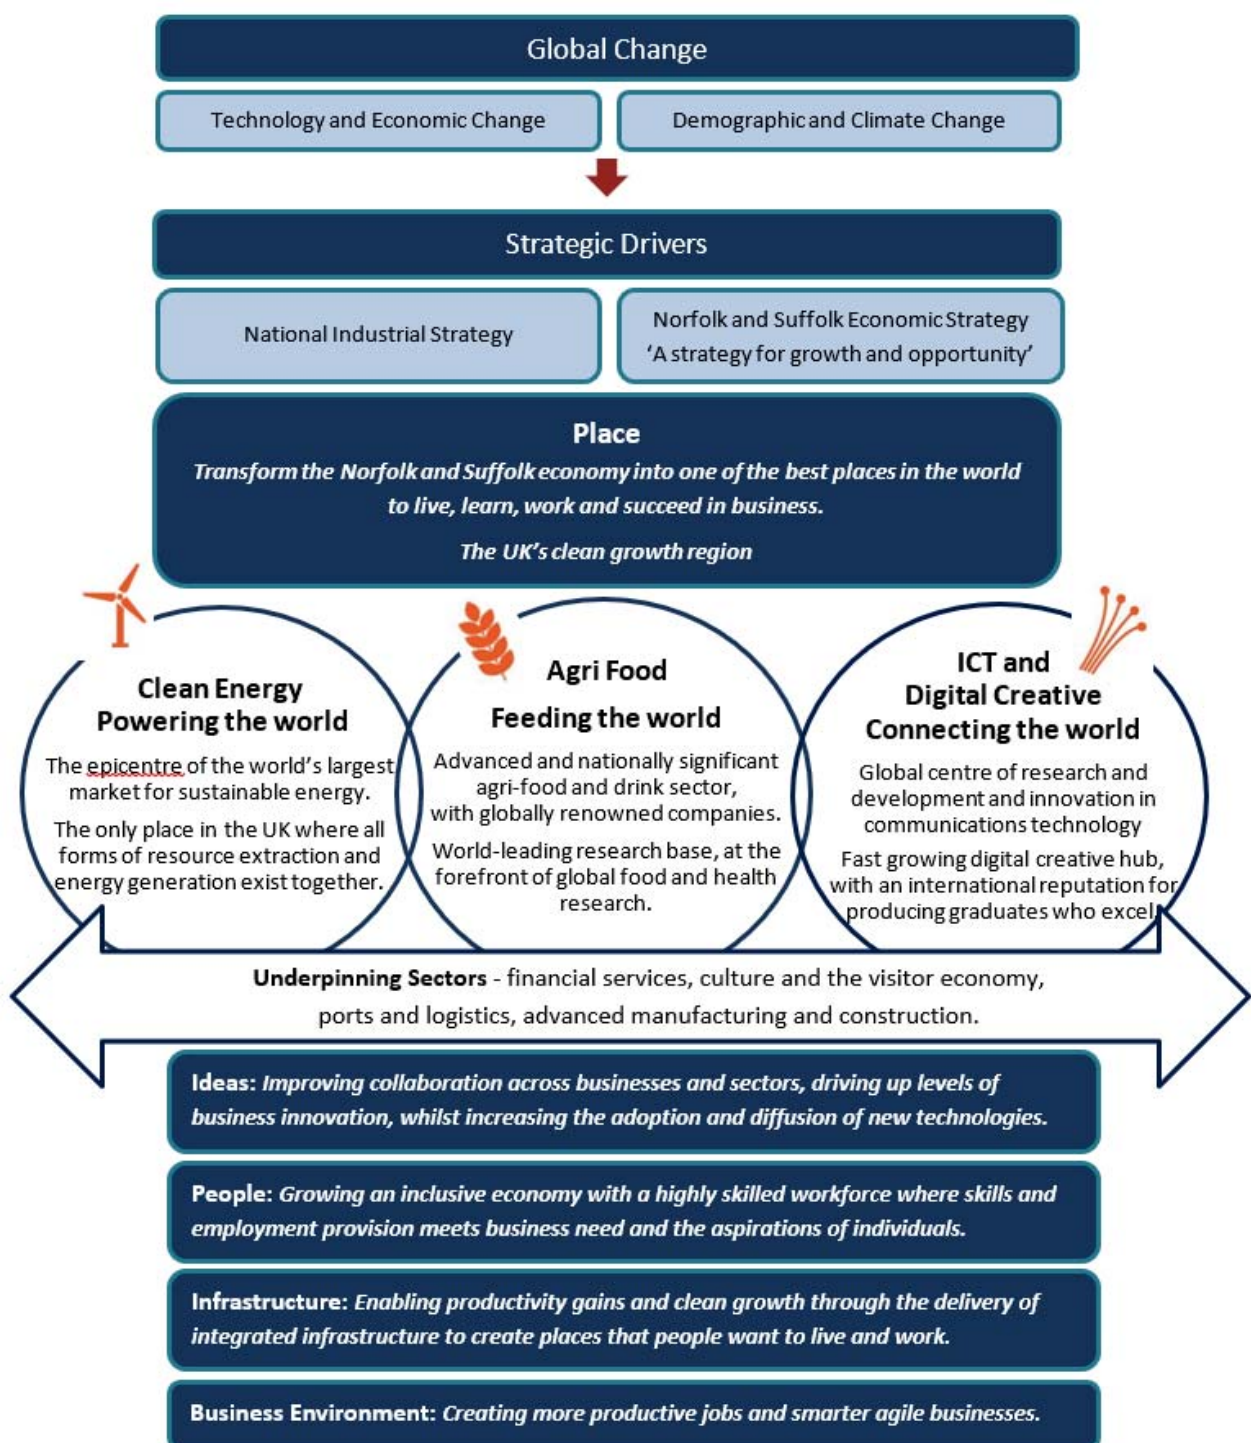 Global Change
Technology and Economic Change
Demographic and Climate Change
Strategic Drivers
National Industrial Strategy
Norfolk and Suffolk Economic Strategy
‘A strategy for growth and opportunity’
Place
Transform the Norfolk and Suffolk economy into one of the best places in the world
to live, learn, work and succeed in business.
The UK’s clean growth region
Clean Energy
Powering the world
The epicentre of the world’s largest
market for sustainable energy.
The only place in the UK where all
forms of resource extraction and
energy generation exist together.
Agri Food
Feeding the world
Advanced and nationally significant
agri-food and drink sector,
with globally renowned companies.
World-leading research base, at the
forefront of global food and health
research.
ICT and
Digital Creative
Connecting the world
Global centre of research and
development and innovation in
communications technology
Fast growing digital creative hub,
with an international reputation for
producing graduates who excel.
Underpinning Sectors - financial services, culture and the visitor economy,
ports and logistics, advanced manufacturing and construction.
Ideas: Improving collaboration across businesses and sectors, driving up levels of
business innovation, whilst increasing the adoption and diffusion of new technologies.
People: Growing an inclusive economy with a highly skilled workforce where skills and
employment provision meets business need and the aspirations of individuals.
Infrastructure: Enabling productivity gains and clean growth through the delivery of
integrated infrastructure to create places that people want to live and work.
Business Environment: Creating more productive jobs and smarter agile businesses.